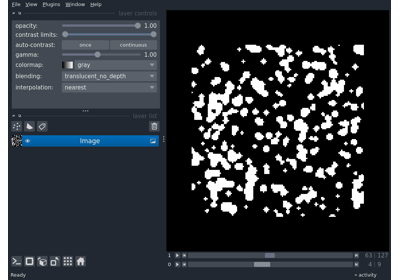 File View Plugins Window Help
layer controls
opacity: 1.00
contrast limits:
auto-contrast: once continuous
gamma: 1.00
colormap: gray
blending: translucent_no_depth
interpolation: nearest
layer list
Image
1 63 127
0 4 9
Ready activity